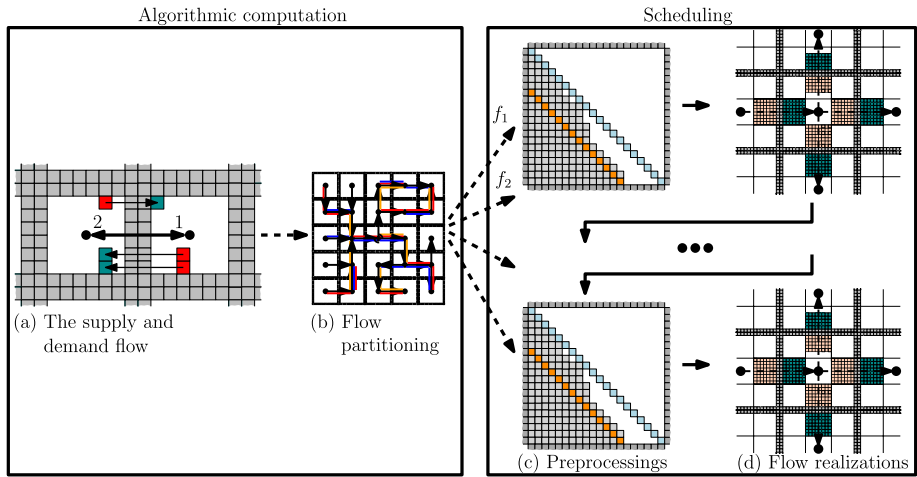 Algorithmic computation
Scheduling
f1
f2
2
1
(a) The supply and
demand flow
(b) Flow
partitioning
(c) Preprocessings
(d) Flow realizations